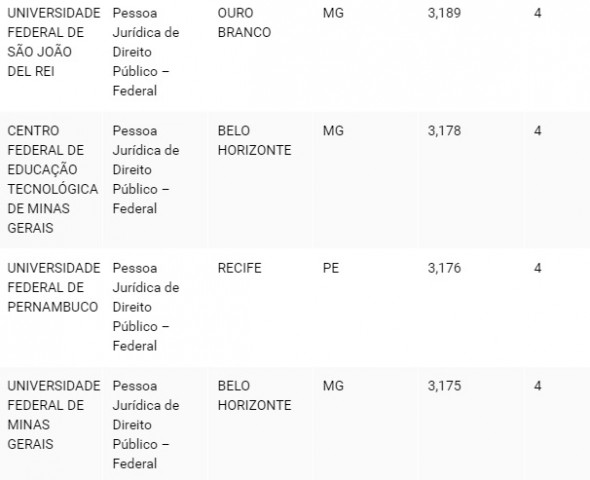 UNIVERSIDADE
FEDERAL DE
SÃO JOÃO
DEL REI
Pessoa
Jurídica de
Direito
Público –
Federal
OURO
BRANCO
MG
3,189
4
CENTRO
FEDERAL DE
EDUCAÇÃO
TECNOLÓGICA
DE MINAS
GERAIS
Pessoa
Jurídica de
Direito
Público –
Federal
BELO
HORIZONTE
MG
3,178
4
UNIVERSIDADE
FEDERAL DE
PERNAMBUCO
Pessoa
Jurídica de
Direito
Público –
Federal
RECIFE
PE
3,176
4
UNIVERSIDADE
FEDERAL DE
MINAS
GERAIS
Pessoa
Jurídica de
Direito
Público –
Federal
BELO
HORIZONTE
MG
3,175
4